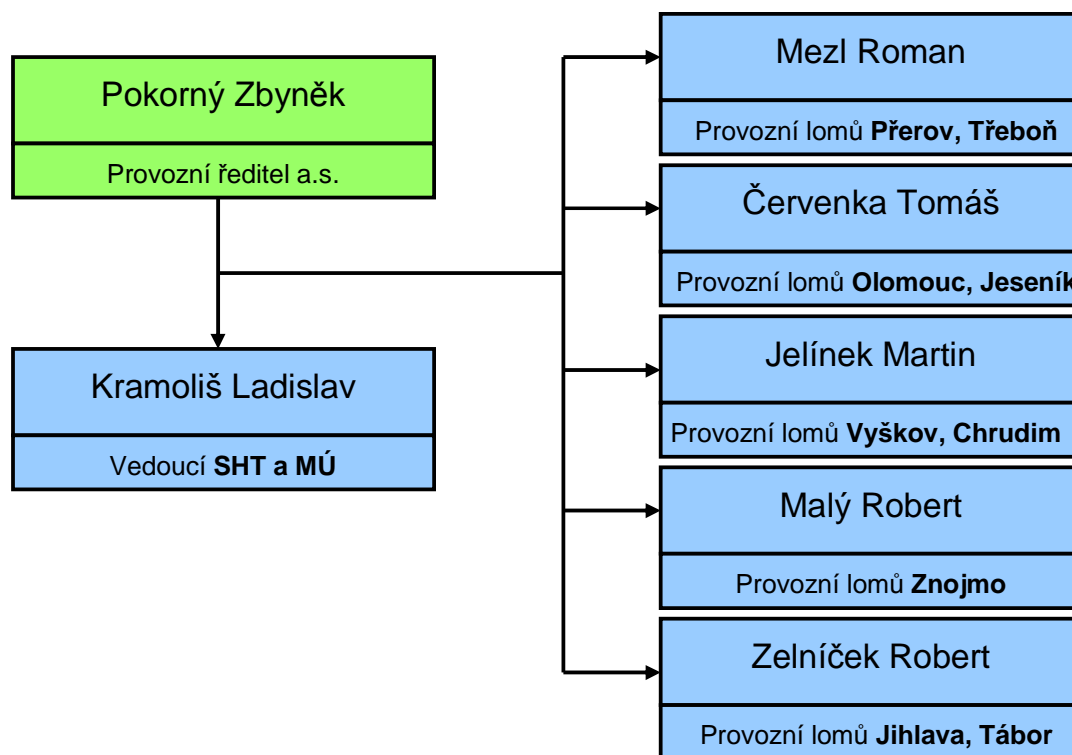 Pokorný Zbyněk
Provozní ředitel a.s.
Kramoliš Ladislav
Vedoucí SHT a MÚ
Mezl Roman
Provozní lomů Přerov, Třeboň
Červenka Tomáš
Provozní lomů Olomouc, Jeseník
Jelínek Martin
Provozní lomů Vyškov, Chrudim
Malý Robert
Provozní lomů Znojmo
Zelníček Robert
Provozní lomů Jihlava, Tábor